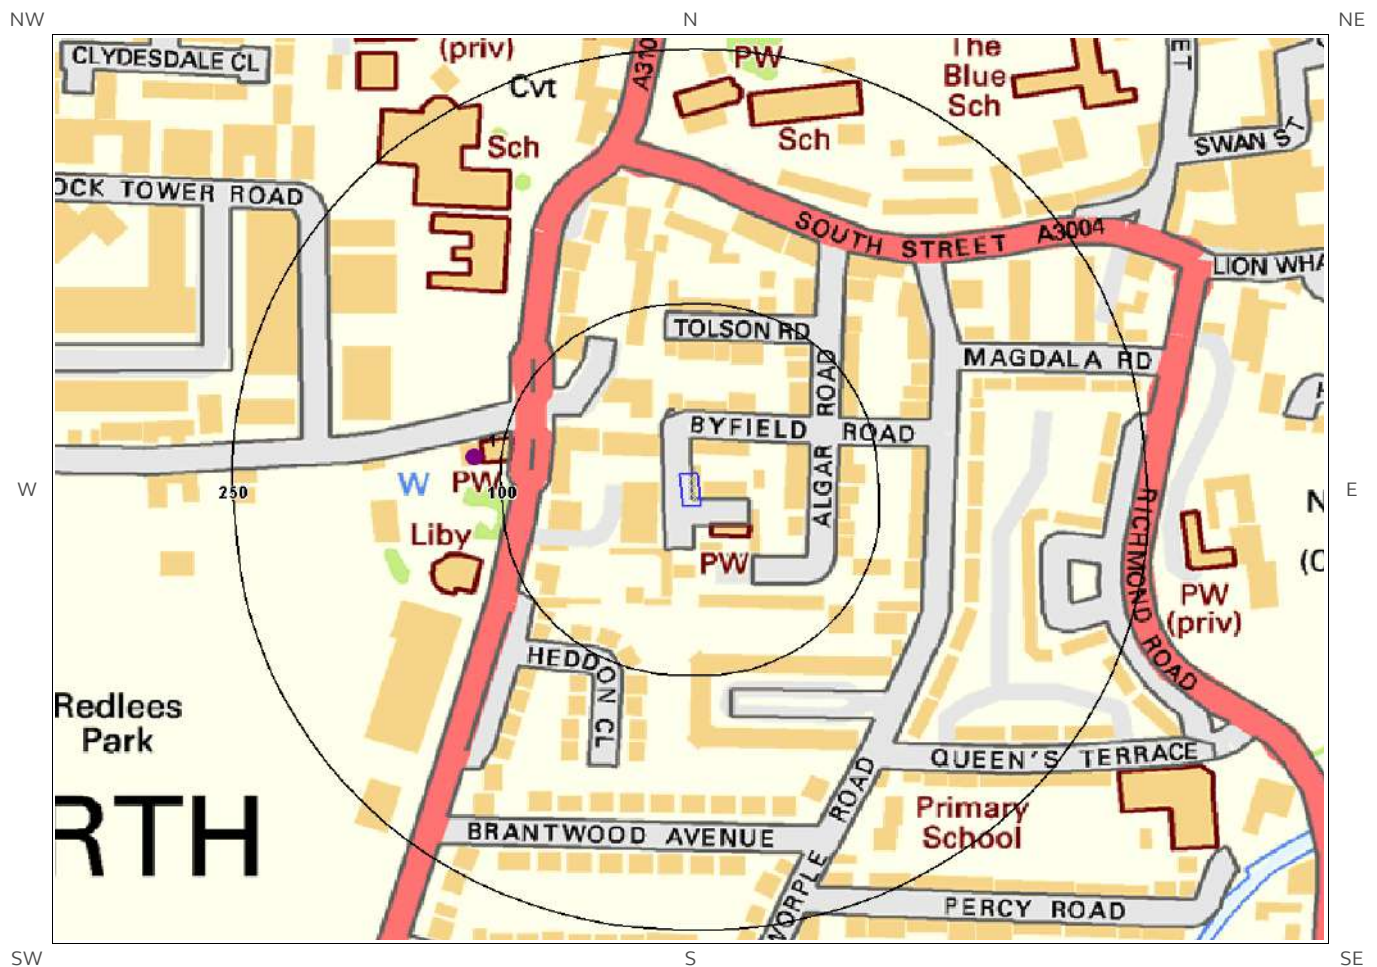 NW
N
NE
CLYDESDALE CL
(priv)
Cvt
A310
PW
The
Blue
Sch
ET
Sch
Sch
SWAN ST
OCK TOWER ROAD
SOUTH STREET
A3004
LION WHA
TOLSON RD
MAGDALA RD
BYFIELD ROAD
ALGAR ROAD
W
W
PW
250
100
E
RICHMOND ROAD
N
Liby
PW
(C
PW
(priv)
HEDDON CL
Redlees
Park
QUEEN'S TERRACE
RTH
Primary
School
BRANTWOOD AVENUE
WORPLE ROAD
PERCY ROAD
SW
S
SE